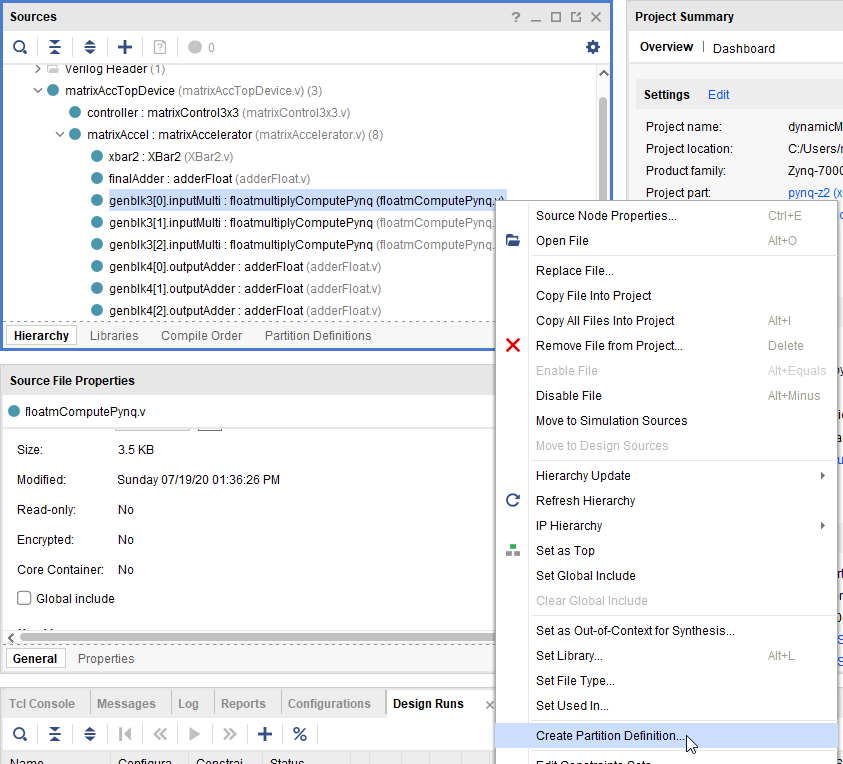 Sources
Project Summary
? 
0
Overview | Dashboard
Verilog Header (1)
matrixAccTopDevice (matrixAccTopDevice.v) (3)
Settings Edit
controller : matrixControl3x3 (matrixControl3x3.v)
Project name: dynamicM
matrixAccel : matrixAccelerator (matrixAccelerator.v) (8)
Project location: C:/Users/
xbar2 : XBar2 (XBar2.v)
Product family: Zynq-7000
finalAdder : adderFloat (adderFloat.v)
Project part: pynq-z2 (x
genblk3[0].inputMulti : floatmultiplyComputePynq (floatmComputePynq.v)
genblk3[1].inputMulti : floatmultiplyComputePynq (floatmComputePynq.
genblk3[2].inputMulti : floatmultiplyComputePynq (floatmComputePynq.
genblk4[0].outputAdder : adderFloat (adderFloat.v)
genblk4[1].outputAdder : adderFloat (adderFloat.v)
genblk4[2].outputAdder : adderFloat (adderFloat.v)
Hierarchy Libraries Compile Order Partition Definitions
Source File Properties
floatmComputePynq.v
Size: 3.5 KB
Modified: Sunday 07/19/20 01:36:26 PM
Read-only: No
Encrypted: No
Core Container: No
Global include
General Properties
Tcl Console Messages Log Reports Configurations Design Runs
Name Configura Constrai Status
Source Node Properties... Ctrl+E
Open File Alt+O
Replace File...
Copy File Into Project
Copy All Files Into Project Alt+I
Remove File from Project... Delete
Enable File Alt+Equals
Disable File Alt+Minus
Move to Simulation Sources
Move to Design Sources
Hierarchy Update
Refresh Hierarchy
IP Hierarchy
Set as Top
Set Global Include
Clear Global Include
Set as Out-of-Context for Synthesis...
Set Library... Alt+L
Set File Type...
Set Used In...
Create Partition Definition...
Edit Constraints Sets...